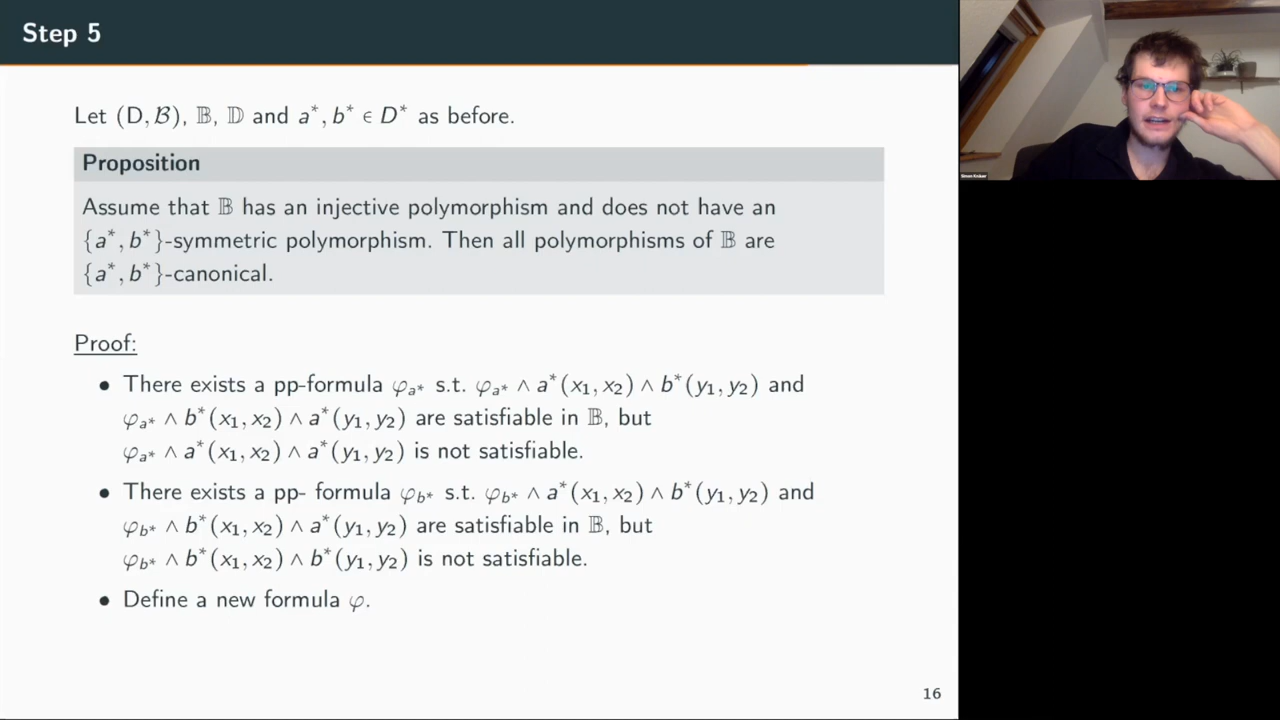 Step 5
Let (D, ℬ), 𝔹, 𝔻 and a*, b* ∈ D* as before.
Proposition
Assume that 𝔹 has an injective polymorphism and does not have an
{a*, b*}-symmetric polymorphism. Then all polymorphisms of 𝔹 are
{a*, b*}-canonical.
Proof:
• There exists a pp-formula φ_{a*} s.t. φ_{a*} ∧ a*(x₁, x₂) ∧ b*(y₁, y₂) and
φ_{a*} ∧ b*(x₁, x₂) ∧ a*(y₁, y₂) are satisfiable in 𝔹, but
φ_{a*} ∧ a*(x₁, x₂) ∧ a*(y₁, y₂) is not satisfiable.
• There exists a pp- formula φ_{b*} s.t. φ_{b*} ∧ a*(x₁, x₂) ∧ b*(y₁, y₂) and
φ_{b*} ∧ b*(x₁, x₂) ∧ a*(y₁, y₂) are satisfiable in 𝔹, but
φ_{b*} ∧ b*(x₁, x₂) ∧ b*(y₁, y₂) is not satisfiable.
• Define a new formula φ.
16